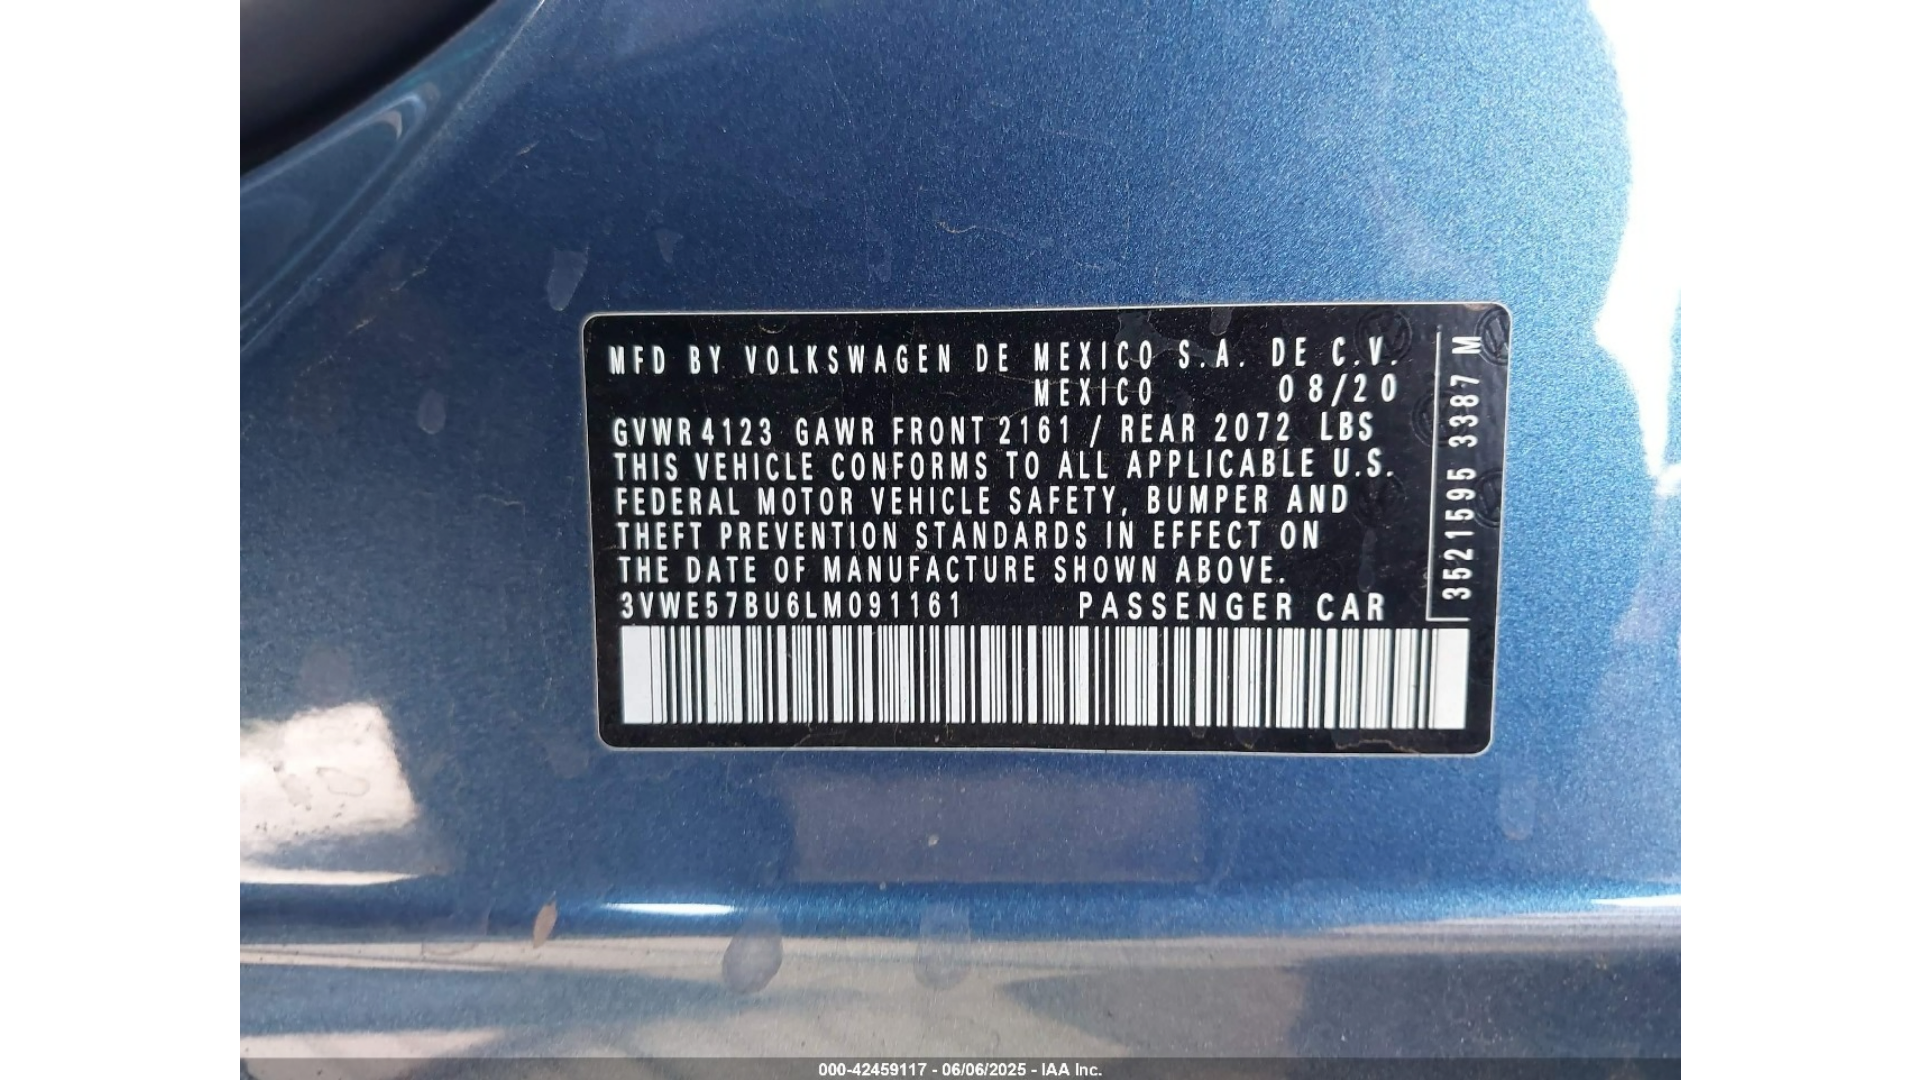 MFD BY VOLKSWAGEN DE MEXICO S.A. DE C.V.
MEXICO 08/20
GVWR 4123 GAWR FRONT 2161 / REAR 2072 LBS
THIS VEHICLE CONFORMS TO ALL APPLICABLE U.S.
FEDERAL MOTOR VEHICLE SAFETY, BUMPER AND
THEFT PREVENTION STANDARDS IN EFFECT ON
THE DATE OF MANUFACTURE SHOWN ABOVE.
3VWE57BU6LM091161 PASSENGER CAR
3521595 3387 M
000-42459117 - 06/06/2025 - IAA Inc.